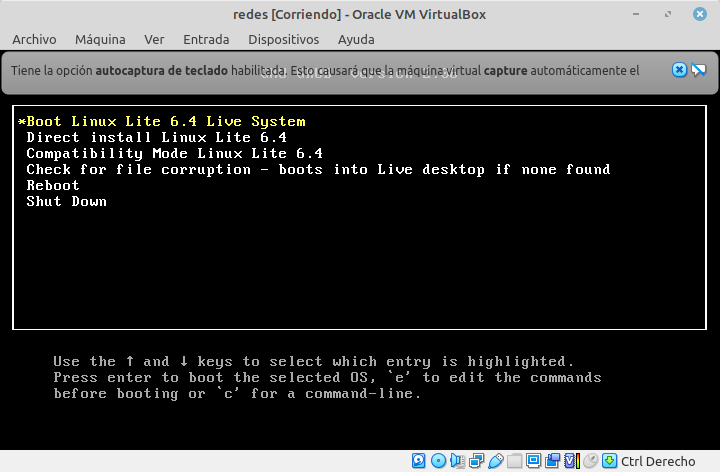 redes [Corriendo] - Oracle VM VirtualBox
Archivo Máquina Ver Entrada Dispositivos Ayuda
Tiene la opción autocaptura de teclado habilitada. Esto causará que la máquina virtual capture automáticamente el
*Boot Linux Lite 6.4 Live System
Direct install Linux Lite 6.4
Compatibility Mode Linux Lite 6.4
Check for file corruption - boots into Live desktop if none found
Reboot
Shut Down
Use the ↑ and ↓ keys to select which entry is highlighted.
Press enter to boot the selected OS, `e' to edit the commands
before booting or `c' for a command-line.
Ctrl Derecho